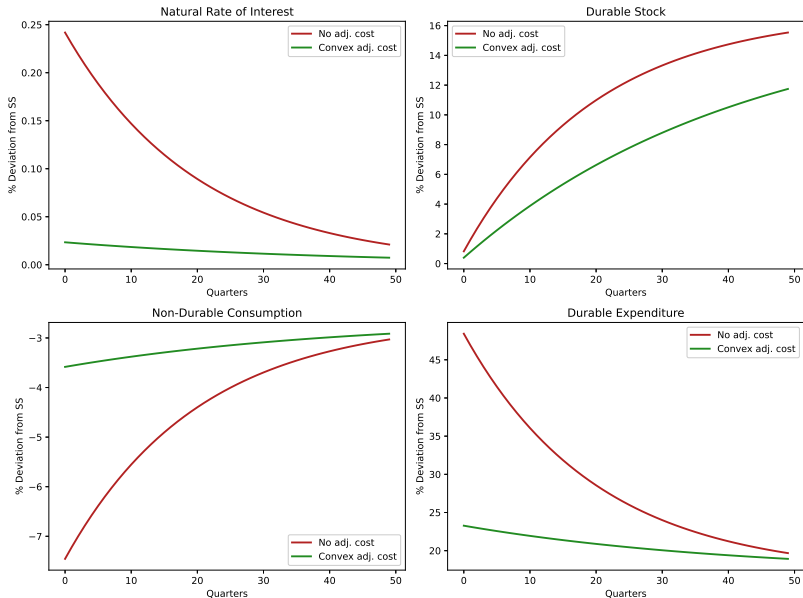 Natural Rate of Interest
% Deviation from SS
0.25
0.20
0.15
0.10
0.05
0.00
No adj. cost
Convex adj. cost
0 10 20 30 40 50
Quarters
Durable Stock
% Deviation from SS
16
14
12
10
8
6
4
2
0
No adj. cost
Convex adj. cost
0 10 20 30 40 50
Quarters
Non-Durable Consumption
% Deviation from SS
−3
−4
−5
−6
−7
No adj. cost
Convex adj. cost
0 10 20 30 40 50
Quarters
Durable Expenditure
% Deviation from SS
45
40
35
30
25
20
No adj. cost
Convex adj. cost
0 10 20 30 40 50
Quarters